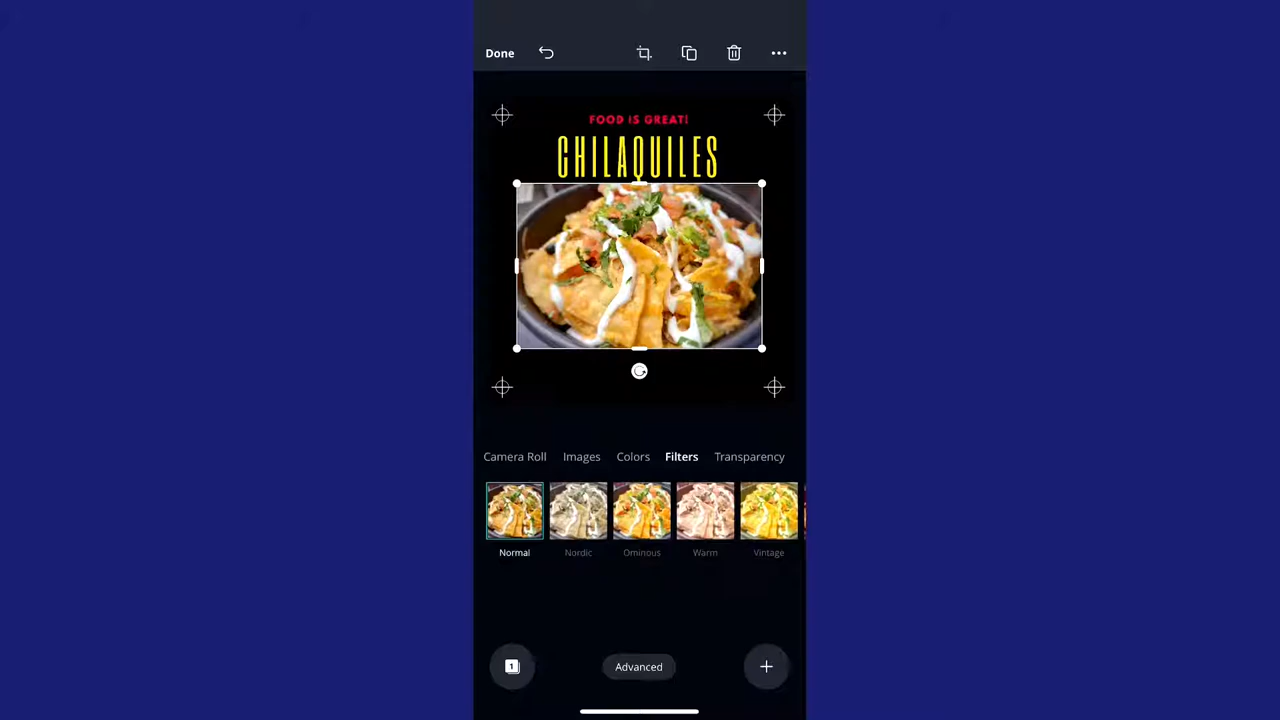 Done
FOOD IS GREAT!
CHILAQUILES
Camera Roll Images Colors Filters Transparency
Normal Nordic Ominous Warm Vintage
1 Advanced